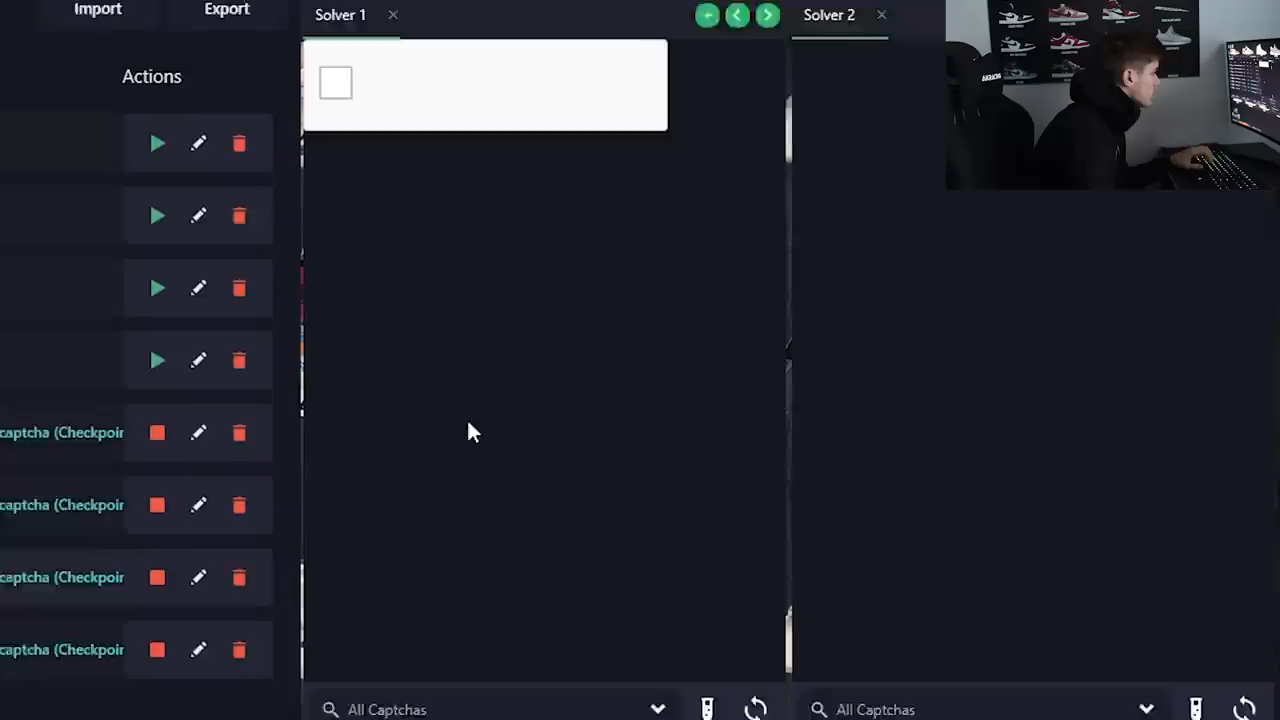 Import
Export
Solver 1
Solver 2
Actions
captcha (Checkpoir
captcha (Checkpoir
captcha (Checkpoir
captcha (Checkpoir
All Captchas
All Captchas